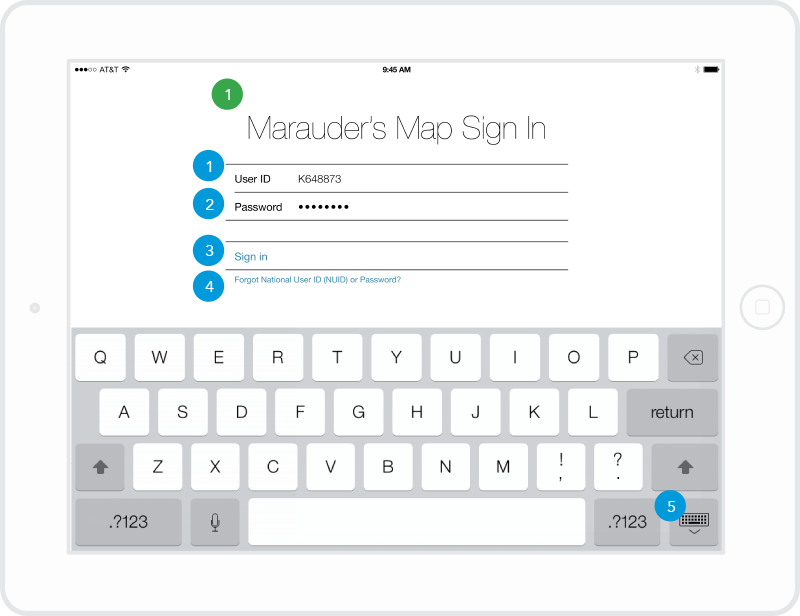 AT&T 9:45 AM
1
Marauder's Map Sign In
1 User ID K648873
2 Password ••••••••
3 Sign in
4 Forgot National User ID (NUID) or Password?
Q W E R T Y U I O P
A S D F G H J K L return
Z X C V B N M ! , ? .
.?123 .?123 5